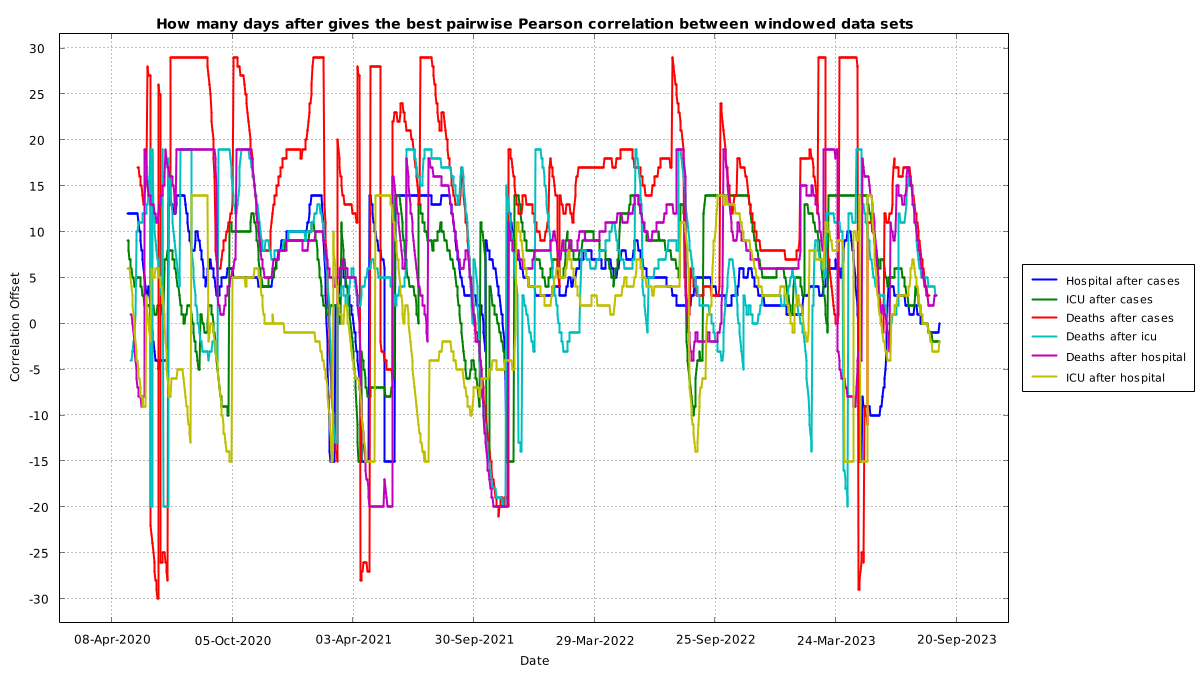 How many days after gives the best pairwise Pearson correlation between windowed data sets
30
25
20
15
10
5
0
-5
-10
-15
-20
-25
-30
Correlation Offset
08-Apr-2020
05-Oct-2020
03-Apr-2021
30-Sep-2021
29-Mar-2022
25-Sep-2022
24-Mar-2023
20-Sep-2023
Date
Hospital after cases
ICU after cases
Deaths after cases
Deaths after icu
Deaths after hospital
ICU after hospital